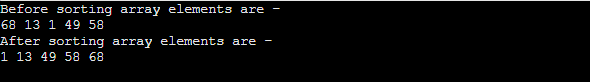 Before sorting array elements are -
68 13 1 49 58
After sorting array elements are -
1 13 49 58 68